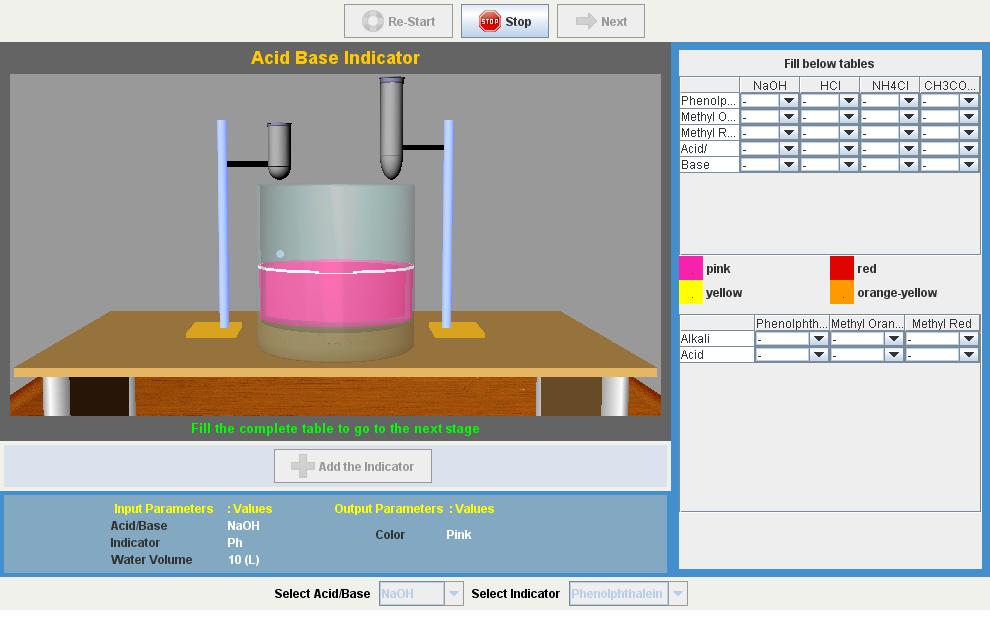 Re-Start
STOP Stop
Next
Acid Base Indicator
Fill below tables
NaOH HCl NH4Cl CH3CO...
Phenolp... - - - -
Methyl O... - - - -
Methyl R... - - - -
Acid/ - - - -
Base - - - -
pink red
yellow orange-yellow
Phenolphth... Methyl Oran... Methyl Red
Alkali - - -
Acid - - -
Fill the complete table to go to the next stage
Add the Indicator
Input Parameters : Values Output Parameters : Values
Acid/Base NaOH
Color Pink
Indicator Ph
Water Volume 10 (L)
Select Acid/Base NaOH Select Indicator Phenolphthalein